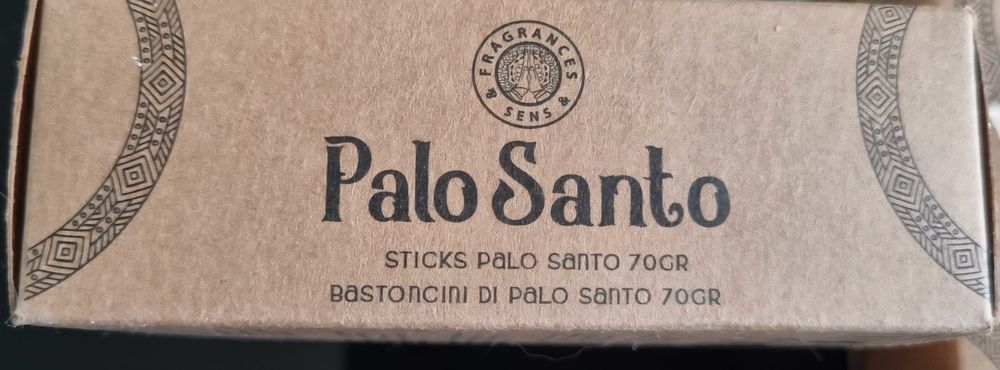 FRAGRANCES
& SENS &
Palo Santo
STICKS PALO SANTO 70GR
BASTONCINI DI PALO SANTO 70GR